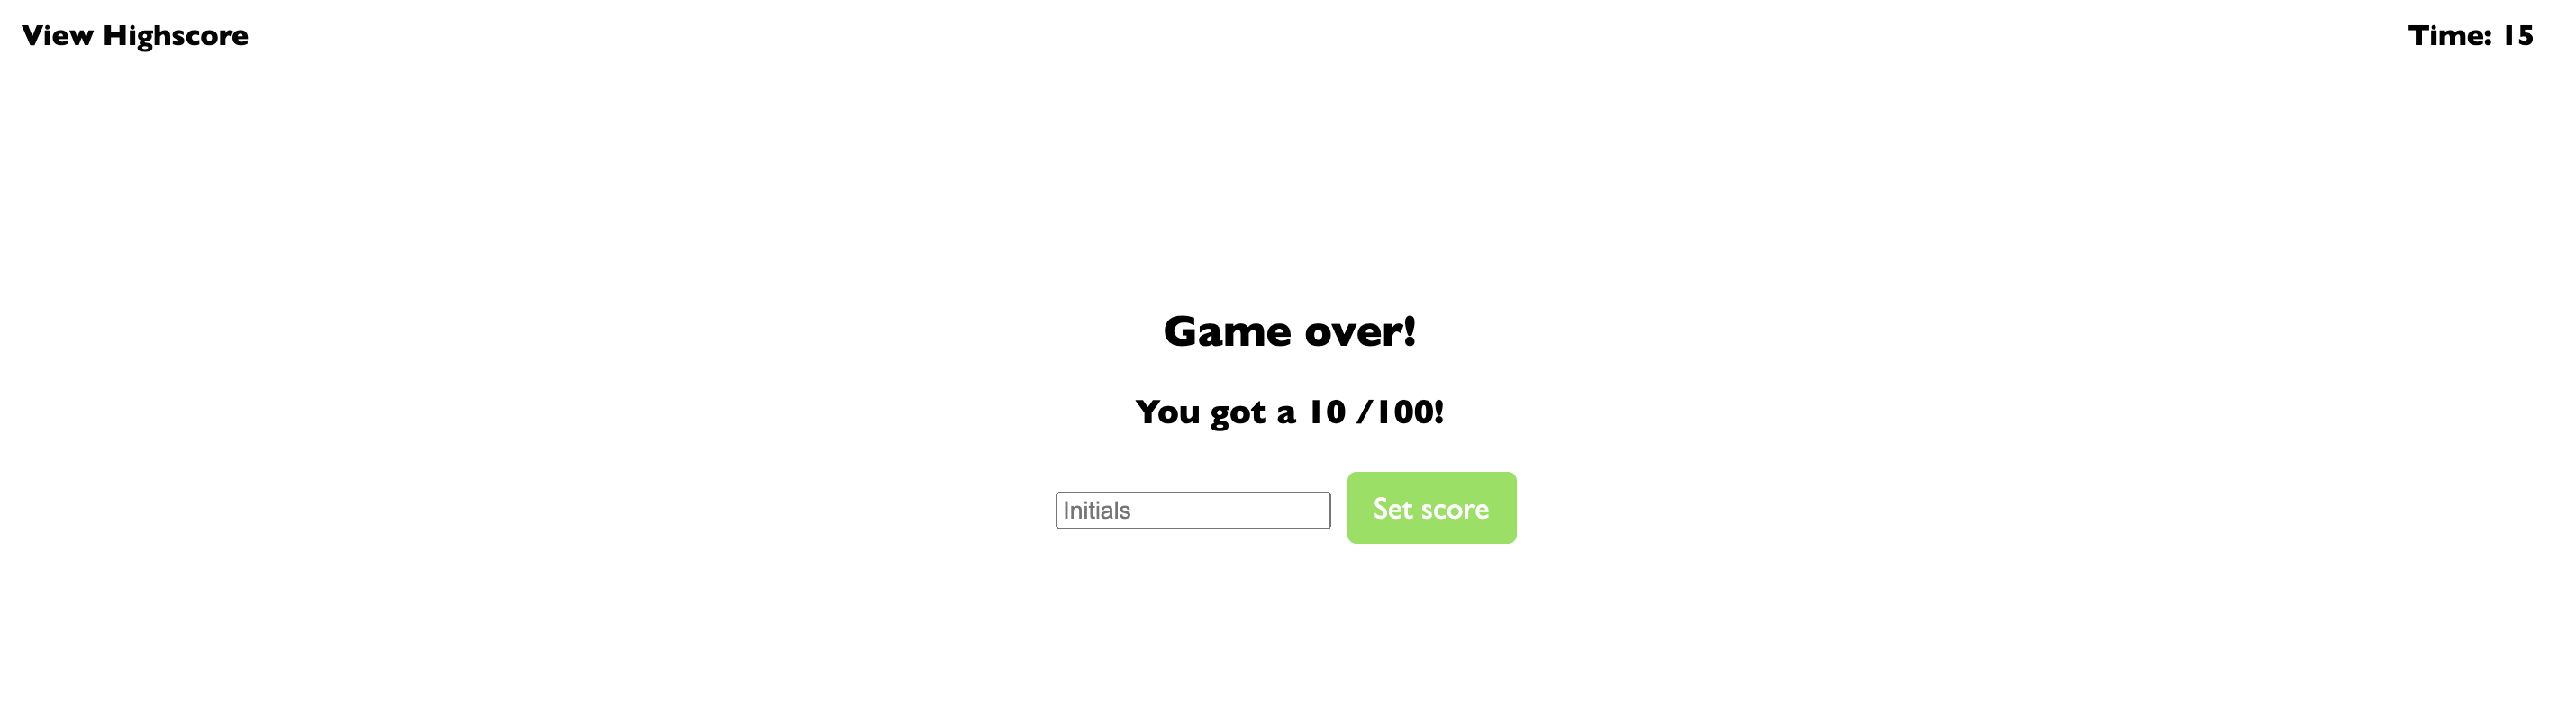 View Highscore
Time: 15
Game over!
You got a 10 /100!
Initials
Set score